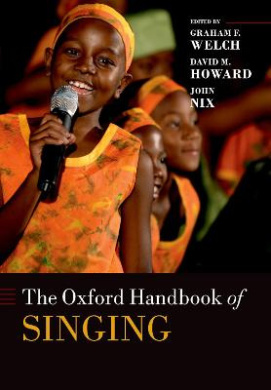 EDITED BY
GRAHAM F.
WELCH
DAVID M.
HOWARD
JOHN
NIX
The Oxford Handbook of
SINGING